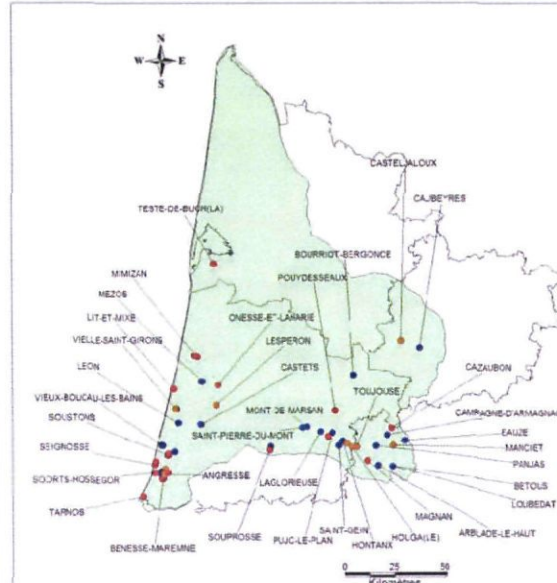 N
W E
S
CASTELJALOUX
TESTE-DE-BUCH(LA)
BOURRIOT-BERGONCE
POUYDESSEAUX
MIMIZAN
MEZOS
ONESSE-ET-LAHARIE
LIT-ET-MIXE
LESPERON
VIELLE-SAINT-GIRONS
CASTETS
LEON
CAZAUBON
TOUJOUSE
VIEUX-BOUCAU-LES-BAINS
MONT DE MARSAN
CAMPAGNE-D'ARMAGNAC
SOUSTONS
SAINT-PIERRE-DU-MONT
EAUZE
MANCIET
SEIGNOSSE
PANJAS
SOORTS-HOSSEGOR
ANGRESSE
LAGLORIEUSE
BETOUS
LOUBEDAT
TARNOS
SAINT-GEIN
MAGNAN
SOUPROSSE
ARBLADE-LE-HAUT
BENESSE-MAREMNE
PUJO-LE-PLAN
HOLGA(LE)
HONTANX
0 25 50
Kilomètres